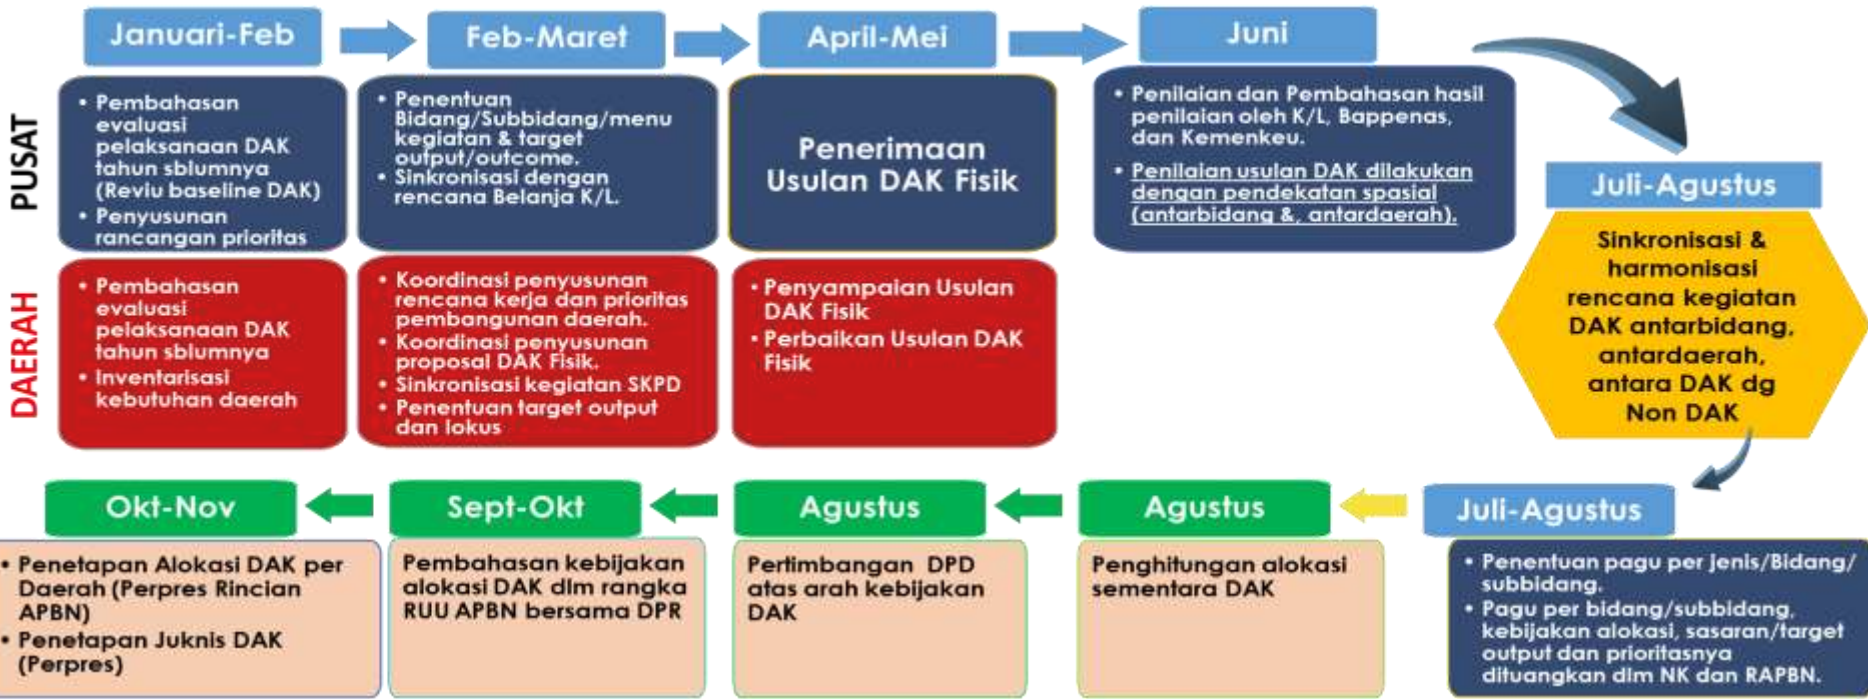 Januari-Feb
Feb-Maret
April-Mei
Juni
PUSAT
• Pembahasan
evaluasi
pelaksanaan DAK
tahun sblumnya
(Reviu baseline DAK)
• Penyusunan
rancangan prioritas
• Penentuan
Bidang/Subbidang/menu
kegiatan & target
output/outcome.
• Sinkronisasi dengan
rencana Belanja K/L.
Penerimaan
Usulan DAK Fisik
• Penilaian dan Pembahasan hasil
penilaian oleh K/L, Bappenas,
dan Kemenkeu.
• Penilaian usulan DAK dilakukan
dengan pendekatan spasial
(antarbidang &, antardaerah).
DAERAH
• Pembahasan
evaluasi
pelaksanaan DAK
tahun sblumnya
• Inventarisasi
kebutuhan daerah
• Koordinasi penyusunan
rencana kerja dan prioritas
pembangunan daerah.
• Koordinasi penyusunan
proposal DAK Fisik.
• Sinkronisasi kegiatan SKPD
• Penentuan target output
dan lokus
• Penyampaian Usulan
DAK Fisik
• Perbaikan Usulan DAK
Fisik
Juli-Agustus
Sinkronisasi &
harmonisasi
rencana kegiatan
DAK antarbidang,
antardaerah,
antara DAK dg
Non DAK
Juli-Agustus
• Penentuan pagu per jenis/Bidang/
subbidang.
• Pagu per bidang/subbidang,
kebijakan alokasi, sasaran/target
output dan prioritasnya
dituangkan dlm NK dan RAPBN.
Agustus
Penghitungan alokasi
sementara DAK
Agustus
Pertimbangan DPD
atas arah kebijakan
DAK
Sept-Okt
Pembahasan kebijakan
alokasi DAK dlm rangka
RUU APBN bersama DPR
Okt-Nov
• Penetapan Alokasi DAK per
Daerah (Perpres Rincian
APBN)
• Penetapan Juknis DAK
(Perpres)